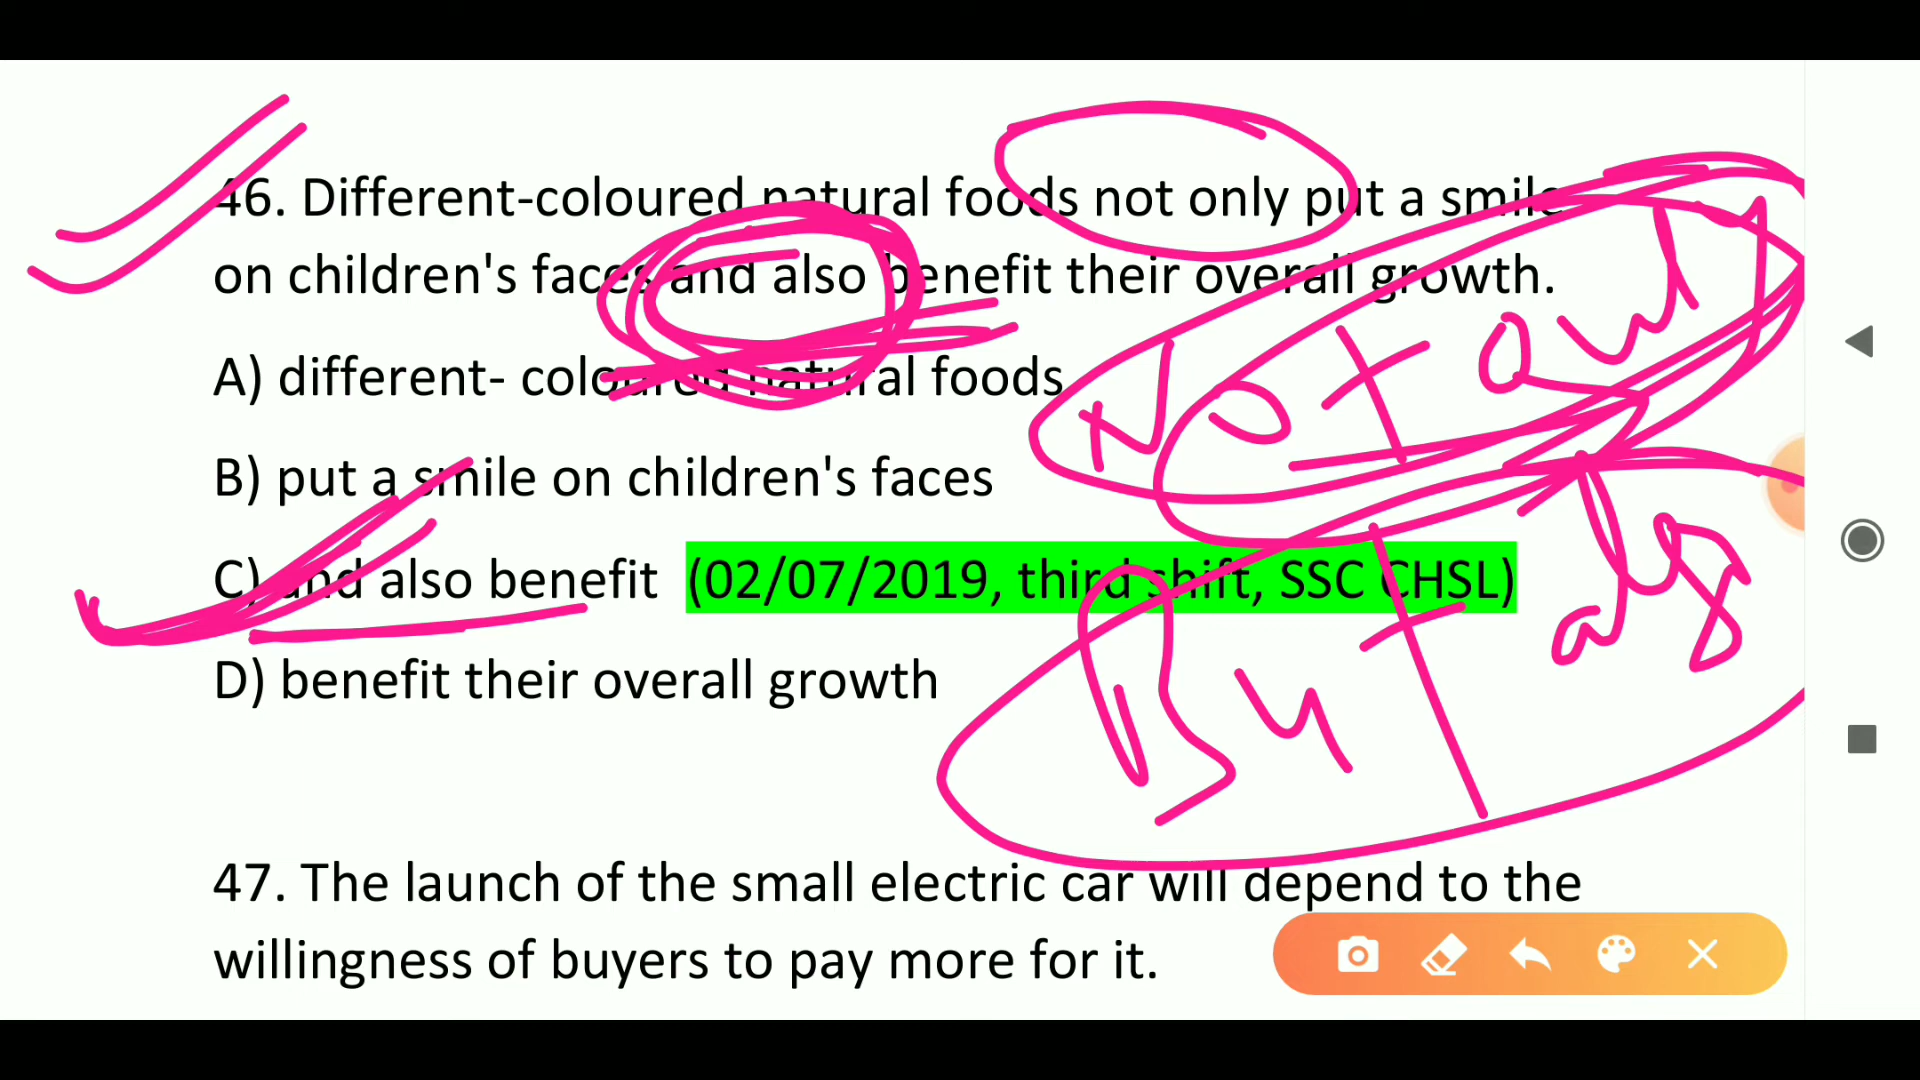 46. Different-coloured natural foods not only put a smile
on children's faces and also benefit their overall growth.
A) different- coloured natural foods
Not only
B) put a smile on children's faces
C) and also benefit (02/07/2019, third shift, SSC CHSL)
But also
D) benefit their overall growth
47. The launch of the small electric car will depend to the
willingness of buyers to pay more for it.